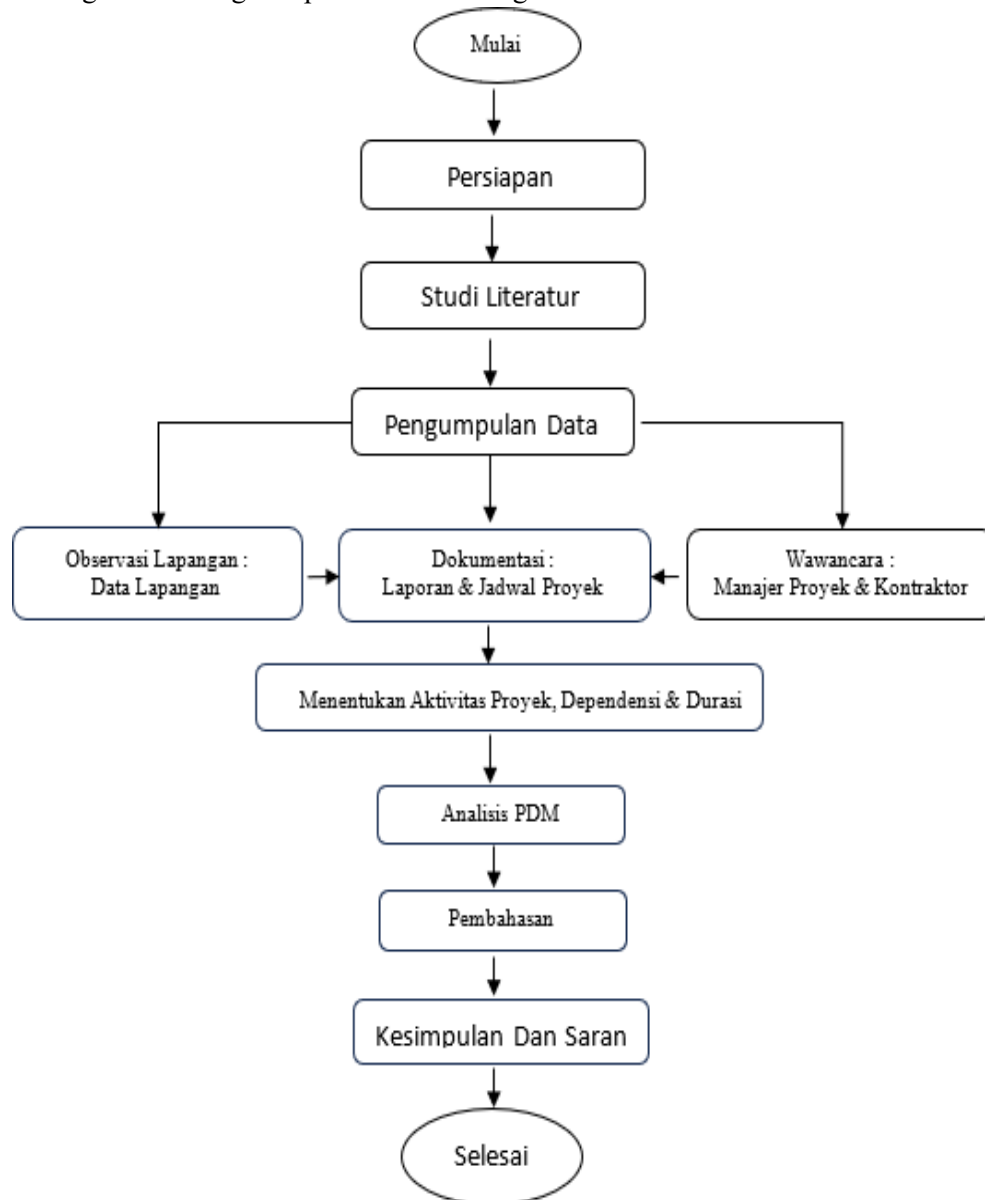 Mulai
Persiapan
Studi Literatur
Pengumpulan Data
Observasi Lapangan :
Data Lapangan
Dokumentasi :
Laporan & Jadwal Proyek
Wawancara :
Manajer Proyek & Kontraktor
Menentukan Aktivitas Proyek, Dependensi & Durasi
Analisis PDM
Pembahasan
Kesimpulan Dan Saran
Selesai